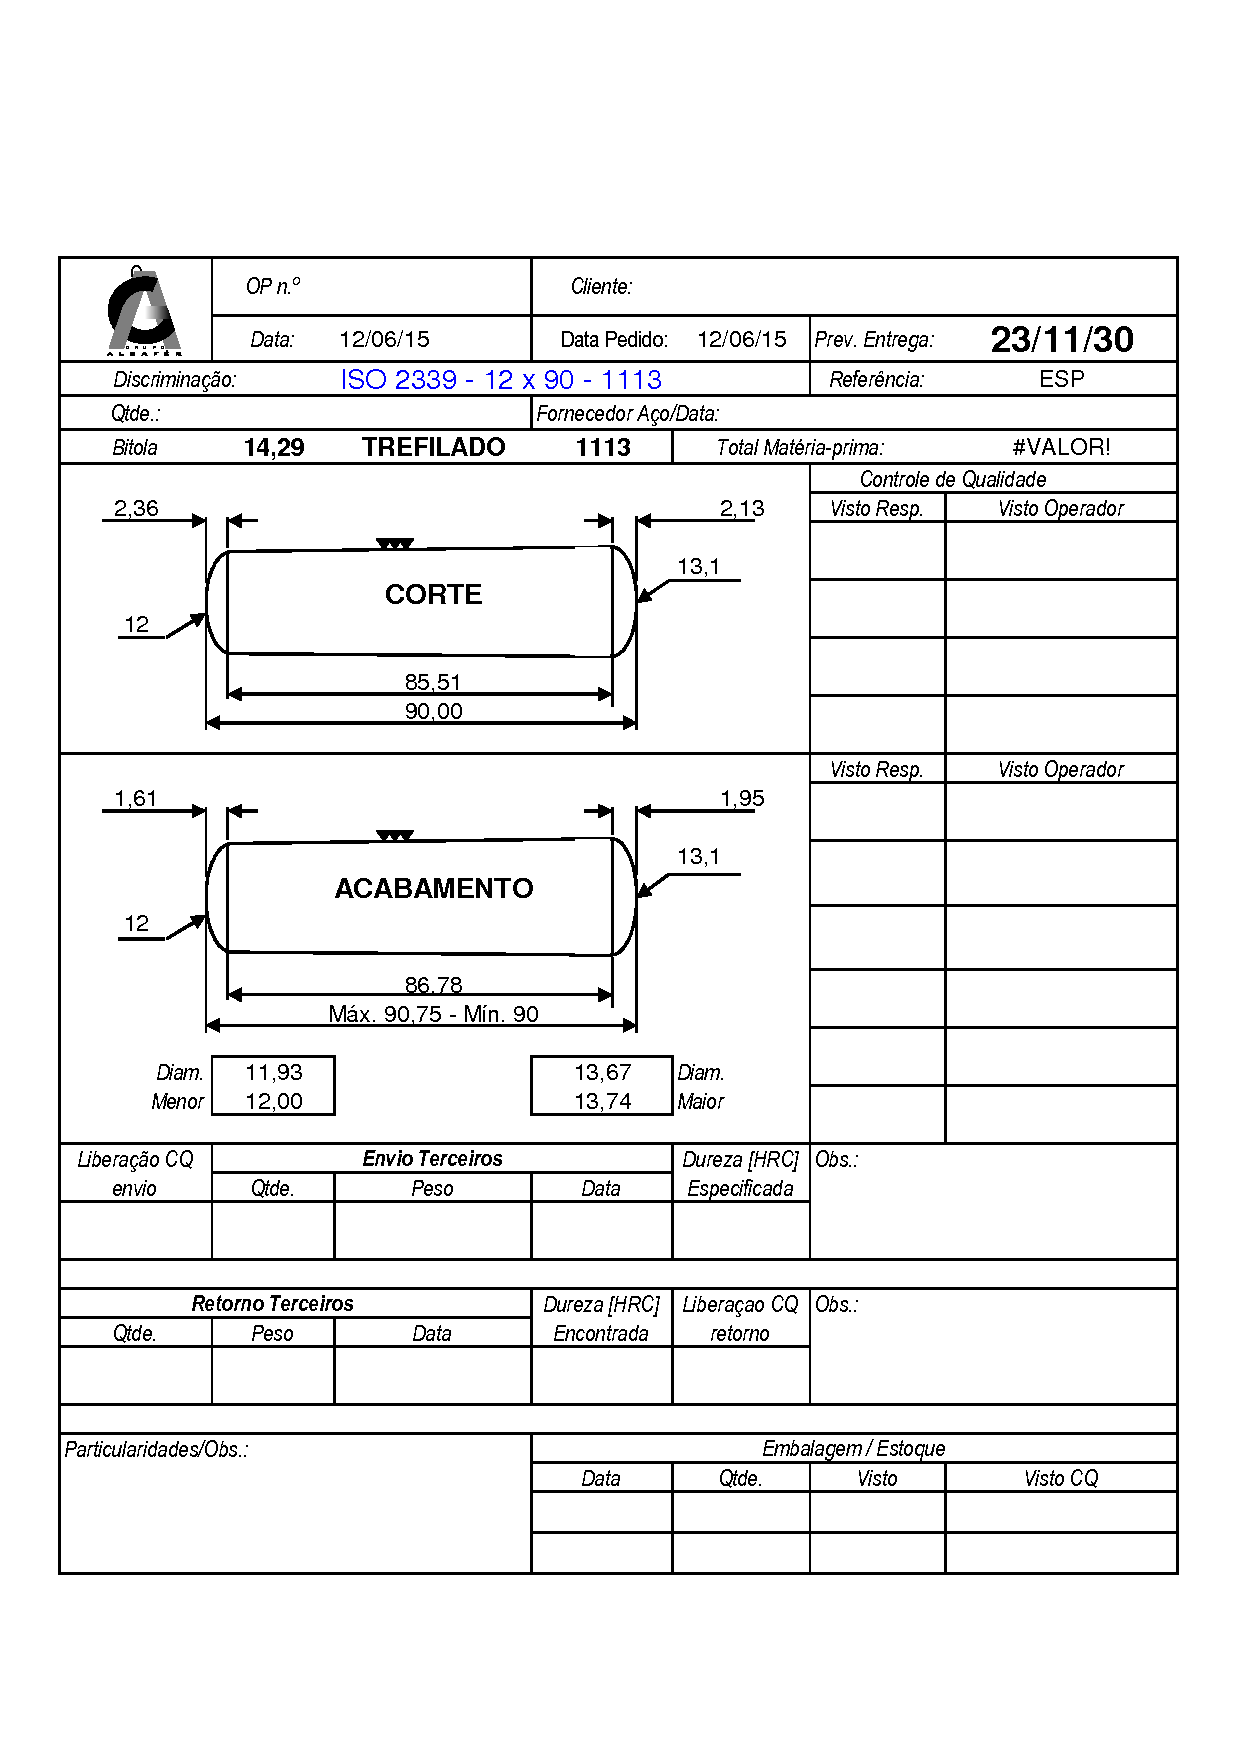 OP n.º Cliente:
GRUPO
ALBAFÉR
Data: 12/06/15 Data Pedido: 12/06/15 Prev. Entrega: 23/11/30
Discriminação: ISO 2339 - 12 x 90 - 1113 Referência: ESP
Qtde.: Fornecedor Aço/Data:
Bitola 14,29 TREFILADO 1113 Total Matéria-prima: #VALOR!
Controle de Qualidade
2,36 2,13 Visto Resp. Visto Operador
13,1
CORTE
12
85,51
90,00
Visto Resp. Visto Operador
1,61 1,95
13,1
ACABAMENTO
12
86,78
Máx. 90,75 - Mín. 90
Diam. 11,93 13,67 Diam.
Menor 12,00 13,74 Maior
Liberação CQ Envio Terceiros Dureza [HRC] Obs.:
envio Qtde. Peso Data Especificada
Retorno Terceiros Dureza [HRC] Liberaçao CQ Obs.:
Qtde. Peso Data Encontrada retorno
Particularidades/Obs.: Embalagem / Estoque
Data Qtde. Visto Visto CQ